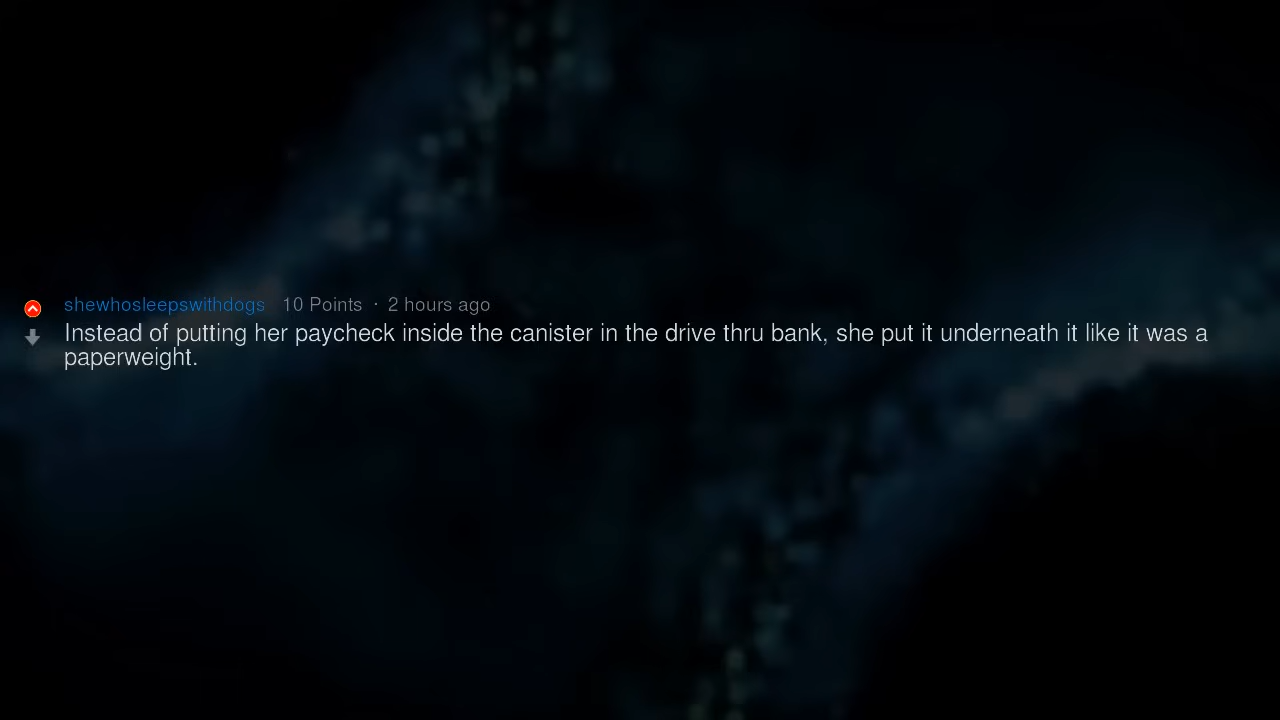 shewhosleepswithdogs 10 Points · 2 hours ago
Instead of putting her paycheck inside the canister in the drive thru bank, she put it underneath it like it was a
paperweight.